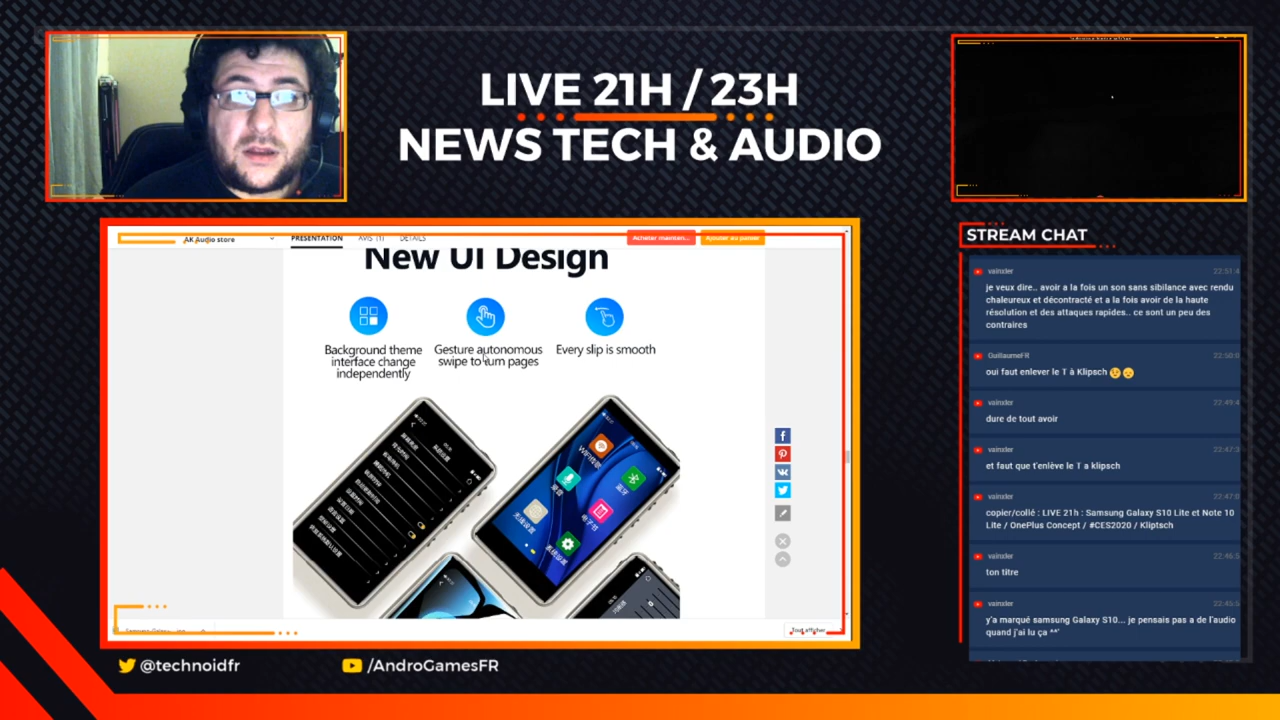 LIVE 21H / 23H
NEWS TECH & AUDIO
AK Audio store
PRÉSENTATION
AVIS (1)
DÉTAILS
Acheter mainten...
Ajouter au panier
New UI Design
Background theme
interface change
independently
Gesture autonomous
swipe to turn pages
Every slip is smooth
Tout afficher
STREAM CHAT
vainxler
je veux dire.. avoir a la fois un son sans sibilance avec rendu
chaleureux et décontracté et a la fois avoir de la haute
résolution et des attaques rapides.. ce sont un peu des
contraires
GuillaumeFR
oui faut enlever le T à Klipsch 😢😞
vainxler
dure de tout avoir
vainxler
et faut que t'enlève le T a klipsch
vainxler
copier/collé : LIVE 21h : Samsung Galaxy S10 Lite et Note 10
Lite / OnePlus Concept / #CES2020 / Kliptsch
vainxler
ton titre
vainxler
y'a marqué samsung Galaxy S10... je pensais pas a de l'audio
quand j'ai lu ça ^^'
@technoidfr
/AndroGamesFR